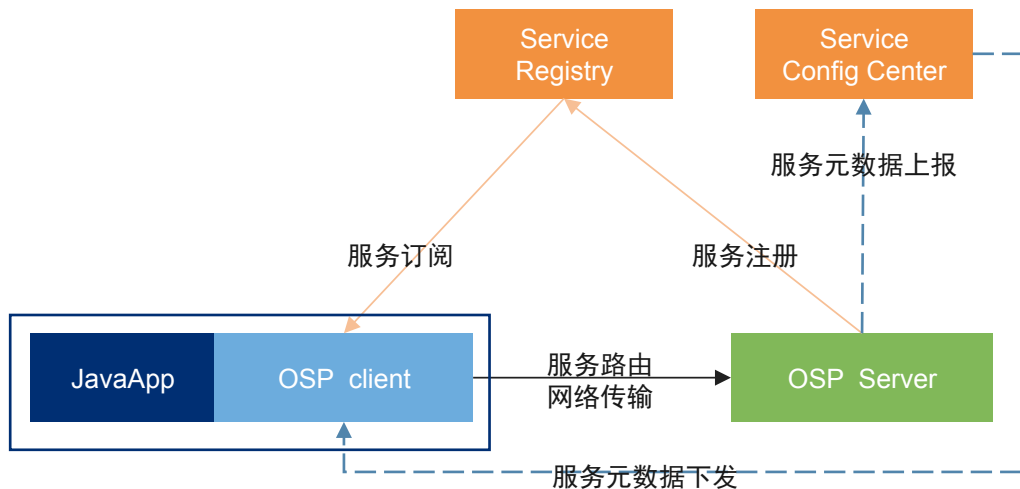 Service
Registry
Service
Config Center
服务元数据上报
服务订阅
服务注册
JavaApp
OSP client
服务路由
网络传输
OSP Server
服务元数据下发